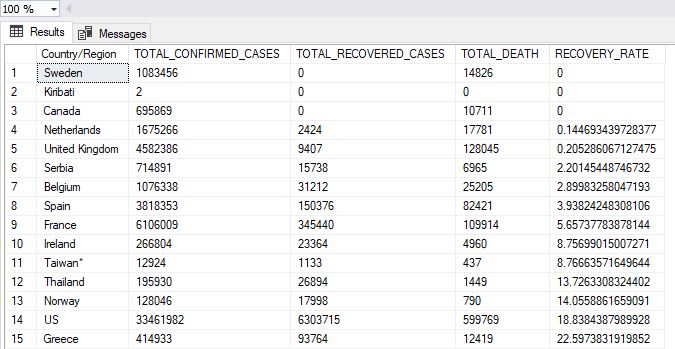 100 %
Results Messages
Country/Region TOTAL_CONFIRMED_CASES TOTAL_RECOVERED_CASES TOTAL_DEATH RECOVERY_RATE
1 Sweden 1083456 0 14826 0
2 Kiribati 2 0 0 0
3 Canada 695869 0 10711 0
4 Netherlands 1675266 2424 17781 0.144693439728377
5 United Kingdom 4582386 9407 128045 0.205286067127475
6 Serbia 714891 15738 6965 2.20145448746732
7 Belgium 1076338 31212 25205 2.89983258047193
8 Spain 3818353 150376 82421 3.93824248308106
9 France 6106009 345440 109914 5.65737783878144
10 Ireland 266804 23364 4960 8.75699015007271
11 Taiwan* 12924 1133 437 8.76663571649644
12 Thailand 195930 26894 1449 13.7263308324402
13 Norway 128046 17998 790 14.0558861659091
14 US 33461982 6303715 599769 18.8384387989928
15 Greece 414933 93764 12419 22.5973831919852